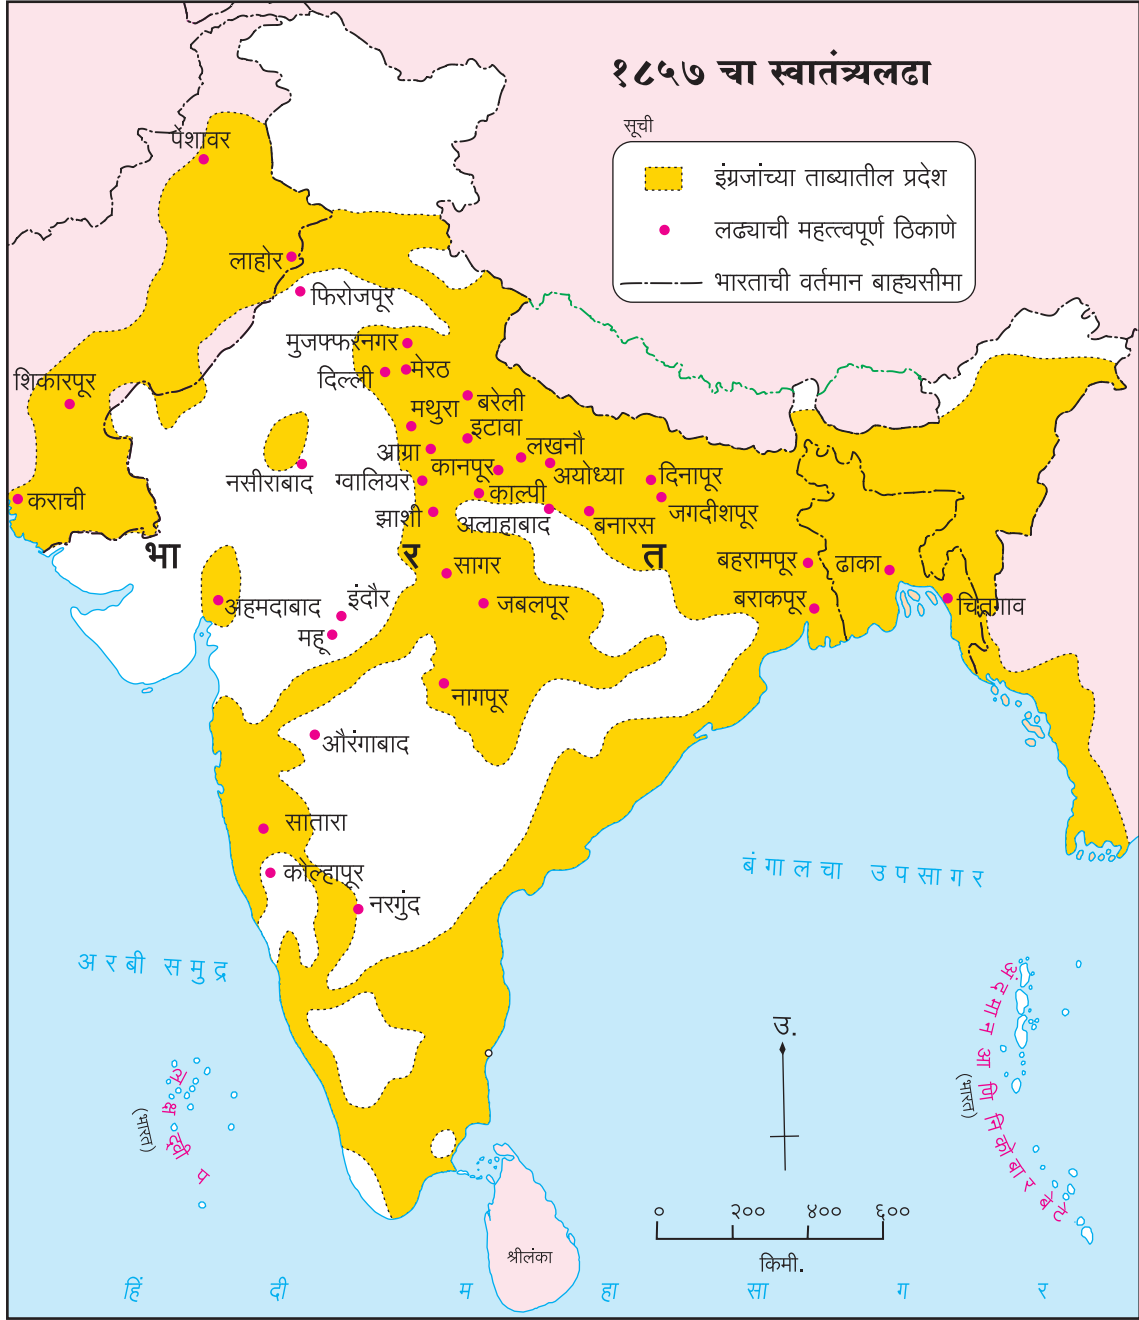 १८५७ चा स्वातंत्र्यलढा
सूची
इंग्रजांच्या ताब्यातील प्रदेश
लढ्याची महत्त्वपूर्ण ठिकाणे
भारताची वर्तमान बाह्यसीमा
पेशावर
लाहोर
फिरोजपूर
मुजफ्फरनगर
मेरठ
दिल्ली
शिकारपूर
बरेली
मथुरा
इटावा
लखनौ
आग्रा
कानपूर
अयोध्या
दिनापूर
नसीराबाद
ग्वालियर
काल्पी
कराची
जगदीशपूर
झाशी
अलाहाबाद
बनारस
भा र त
सागर
बहरामपूर
ढाका
अहमदाबाद
इंदौर
जबलपूर
बराकपूर
चितगाव
महू
नागपूर
औरंगाबाद
सातारा
कोल्हापूर
नरगुंद
बंगालचा उपसागर
अरबी समुद्र
अंदमान आणि निकोबार बेटे
(भारत)
लक्षद्वीप
(भारत)
उ.
० २०० ४०० ६००
किमी.
श्रीलंका
हिंदी महासागर